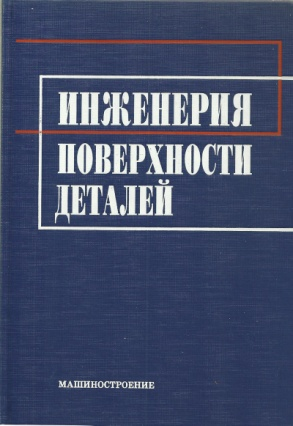 ИНЖЕНЕРИЯ
ПОВЕРХНОСТИ
ДЕТАЛЕЙ
МАШИНОСТРОЕНИЕ